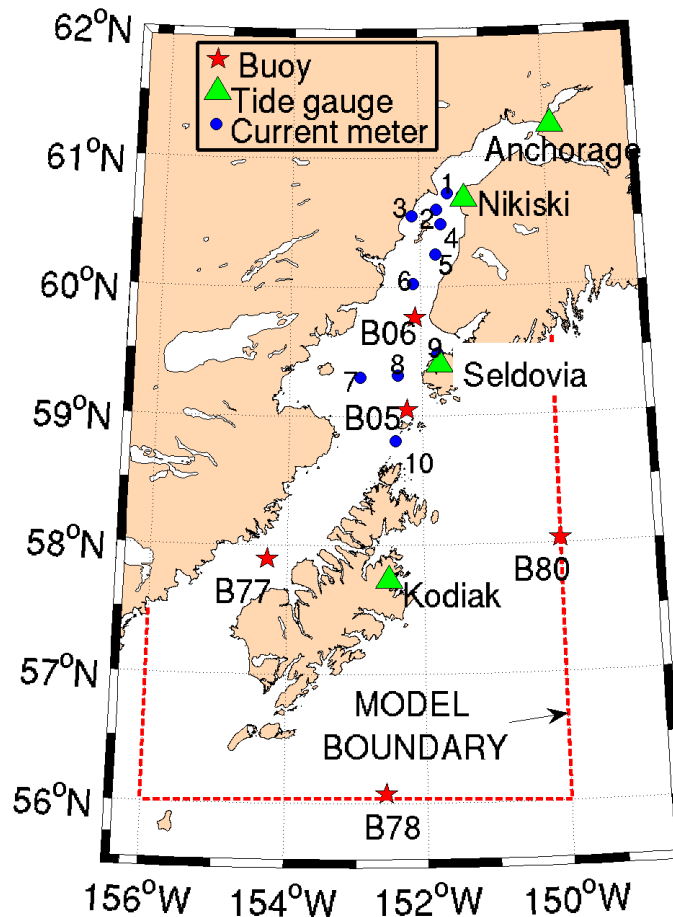 62°N
Buoy
Tide gauge
Current meter
Anchorage
61°N
1
Nikiski
3
2
4
5
60°N
6
B06
9
8
Seldovia
7
59°N
B05
10
58°N
B80
B77
Kodiak
57°N
MODEL
BOUNDARY
56°N
B78
156°W 154°W 152°W 150°W